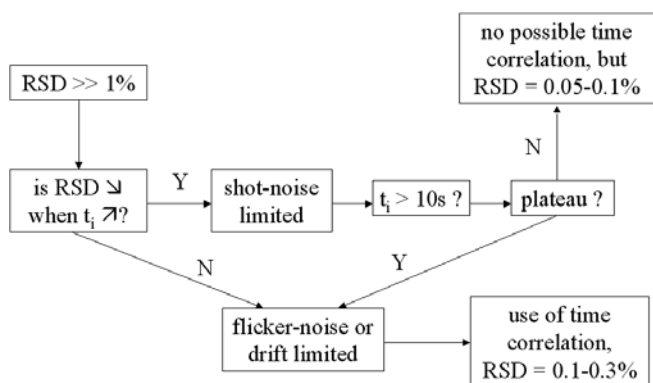 no possible time
correlation, but
RSD = 0.05-0.1%
RSD >> 1%
N
is RSD ↘
when tᵢ ↗?
Y
shot-noise
limited
tᵢ > 10s ?
plateau ?
N
Y
flicker-noise or
drift limited
use of time
correlation,
RSD = 0.1-0.3%